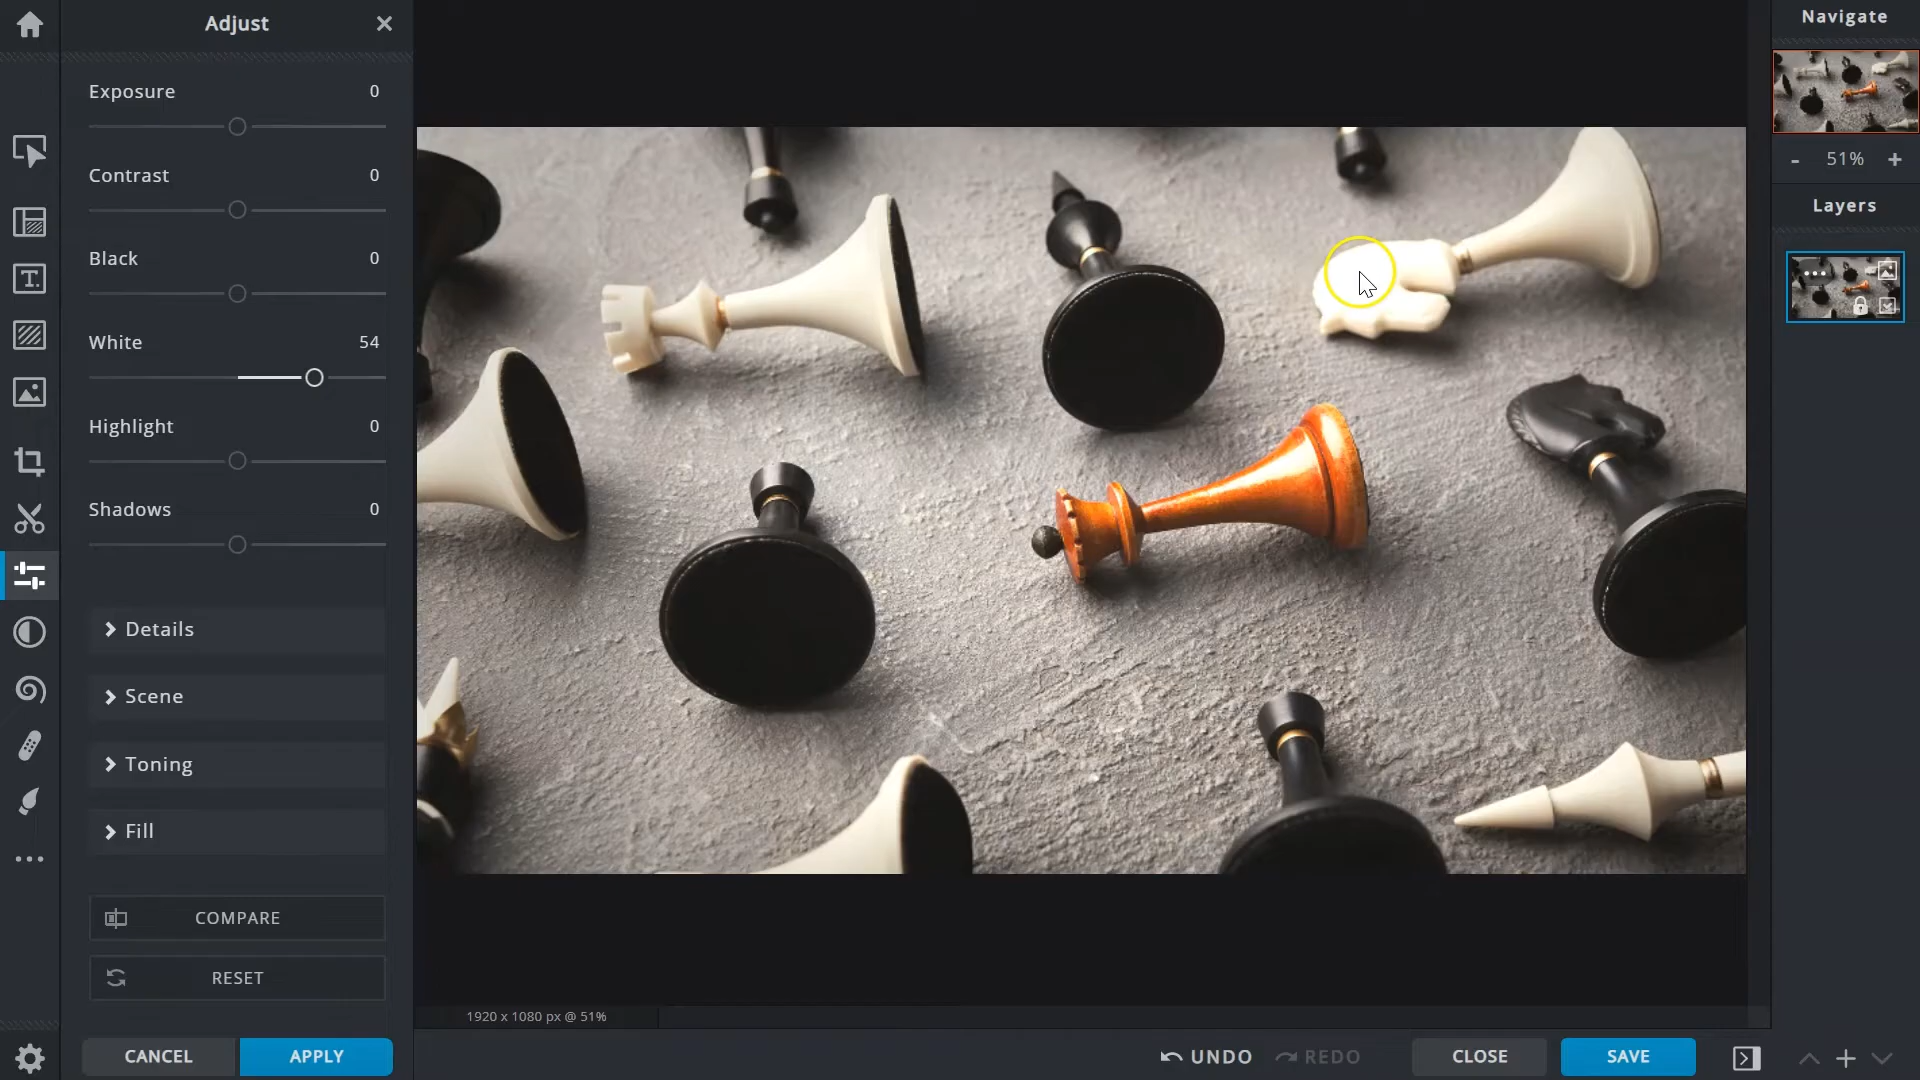 Adjust
Exposure 0
Contrast 0
Black 0
White 54
Highlight 0
Shadows 0
Details
Scene
Toning
Fill
COMPARE
RESET
CANCEL APPLY
1920 x 1080 px @ 51%
UNDO REDO CLOSE SAVE
Navigate
- 51% +
Layers